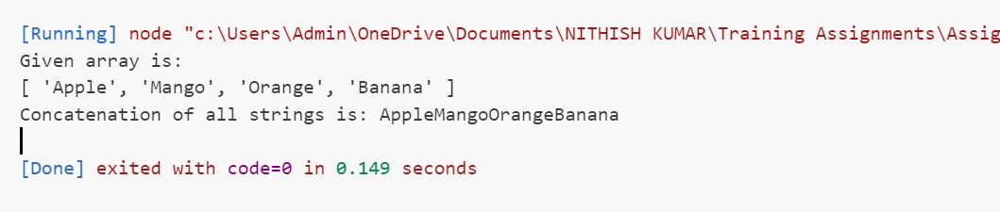 [Running] node "c:\Users\Admin\OneDrive\Documents\NITHISH KUMAR\Training Assignments\Assig
Given array is:
[ 'Apple', 'Mango', 'Orange', 'Banana' ]
Concatenation of all strings is: AppleMangoOrangeBanana
[Done] exited with code=0 in 0.149 seconds